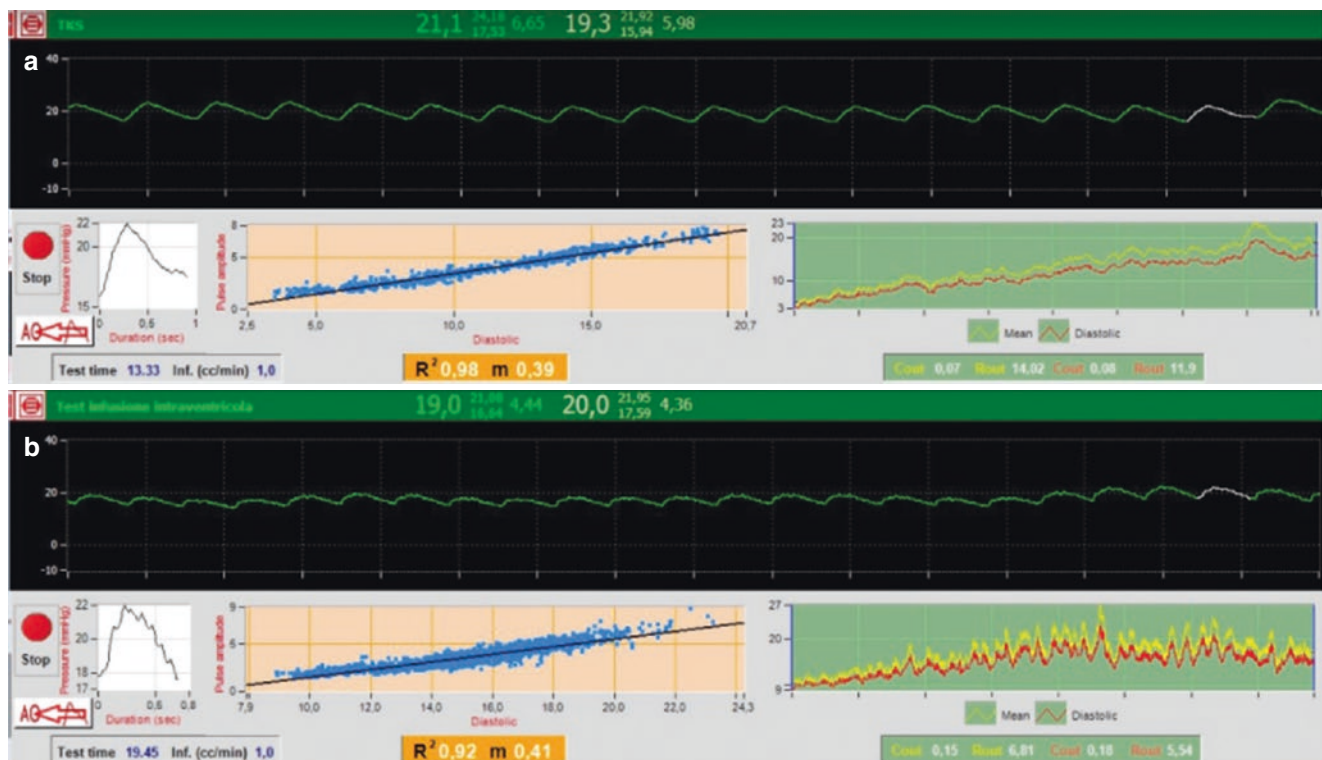 TNS 21,1 24,18 17,53 6,65 19,3 21,92 15,94 5,98
a
40
20
0
-10
Stop
AQ
Pressure (mmHg)
22
20
15
0 0,5 1
Duration (sec)
Pulse amplitude
8
5
0
2,5 5,0 10,0 15,0 20,7
Diastolic
23
20
10
3
Mean Diastolic
Test time 13.33 Inf. (cc/min) 1,0
R² 0,98 m 0,39
Cout 0,07 Rout 14,02 Cout 0,08 Rout 11,9
Test infusione intraventricola 19,0 4,44 20,0 21,95 17,59 4,36
b
40
20
0
-10
Stop
AQ
Pressure (mmHg)
22
20
18
17
0 0,6 0,8
Duration (sec)
Pulse amplitude
9
5
0
7,9 10,0 12,0 14,0 16,0 18,0 20,0 22,0 24,3
Diastolic
27
20
9
Mean Diastolic
Test time 19.45 Inf. (cc/min) 1,0
R² 0,92 m 0,41
Cout 0,15 Rout 6,81 Cout 0,18 Rout 5,54